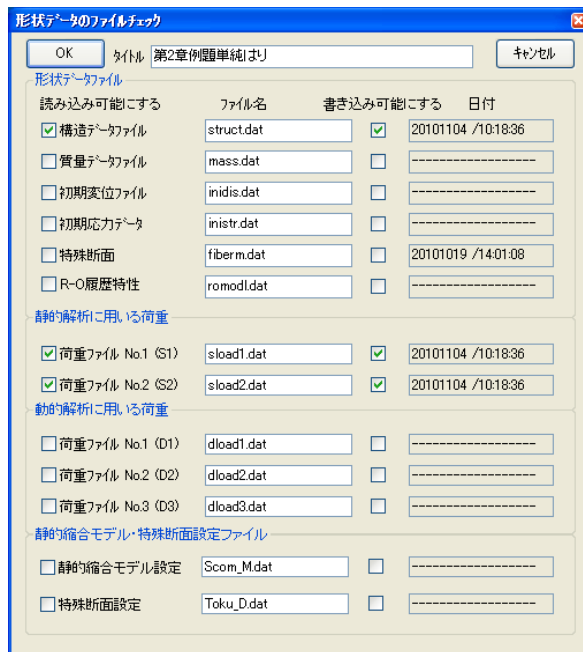 形状データのファイルチェック
OK タイトル 第2章例題単純はり キャンセル
形状データファイル
読み込み可能にする ファイル名 書き込み可能にする 日付
構造データファイル struct.dat 20101104 /10:18:36
質量データファイル mass.dat -------------------
初期変位ファイル inidis.dat -------------------
初期応力データ inistr.dat -------------------
特殊断面 fiberm.dat 20101019 /14:01:08
R-O履歴特性 romodl.dat -------------------
静的解析に用いる荷重
荷重ファイル No.1 (S1) sload1.dat 20101104 /10:18:36
荷重ファイル No.2 (S2) sload2.dat 20101104 /10:18:36
動的解析に用いる荷重
荷重ファイル No.1 (D1) dload1.dat -------------------
荷重ファイル No.2 (D2) dload2.dat -------------------
荷重ファイル No.3 (D3) dload3.dat -------------------
静的縮合モデル・特殊断面設定ファイル
静的縮合モデル設定 Scom_M.dat -------------------
特殊断面設定 Toku_D.dat -------------------